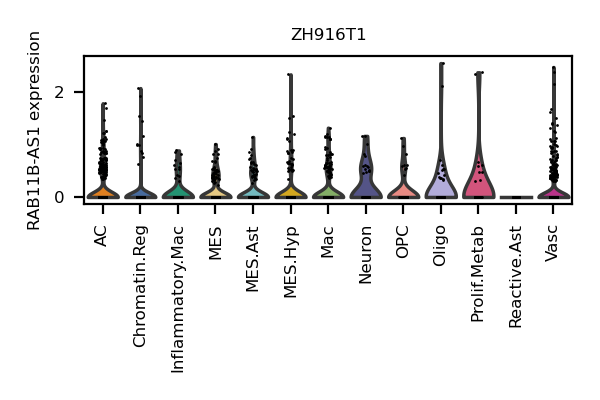 ZH916T1
RAB11B-AS1 expression
2
0
AC
Chromatin.Reg
Inflammatory.Mac
MES
MES.Ast
MES.Hyp
Mac
Neuron
OPC
Oligo
Prolif.Metab
Reactive.Ast
Vasc